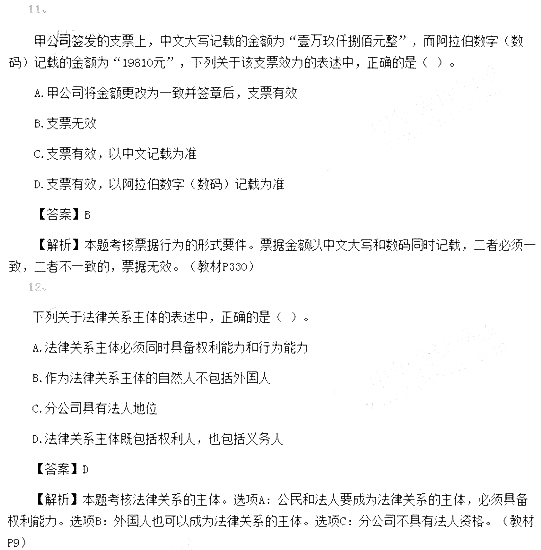 11、
甲公司签发的支票上，中文大写记载的金额为“壹万玖仟捌佰元整”，而阿拉伯数字（数
码）记载的金额为“19810元”，下列关于该支票效力的表述中，正确的是（ ）。
A.甲公司将金额更改为一致并签章后，支票有效
B.支票无效
C.支票有效，以中文记载为准
D.支票有效，以阿拉伯数字（数码）记载为准
【答案】B
【解析】本题考核票据行为的形式要件。票据金额以中文大写和数码同时记载，二者必须一
致，二者不一致的，票据无效。（教材P330）
12、
下列关于法律关系主体的表述中，正确的是（ ）。
A.法律关系主体必须同时具备权利能力和行为能力
B.作为法律关系主体的自然人不包括外国人
C.分公司具有法人地位
D.法律关系主体既包括权利人，也包括义务人
【答案】D
【解析】本题考核法律关系的主体。选项A：公民和法人要成为法律关系的主体，必须具备
权利能力。选项B：外国人也可以成为法律关系的主体。选项C：分公司不具有法人资格。（教材
P9）